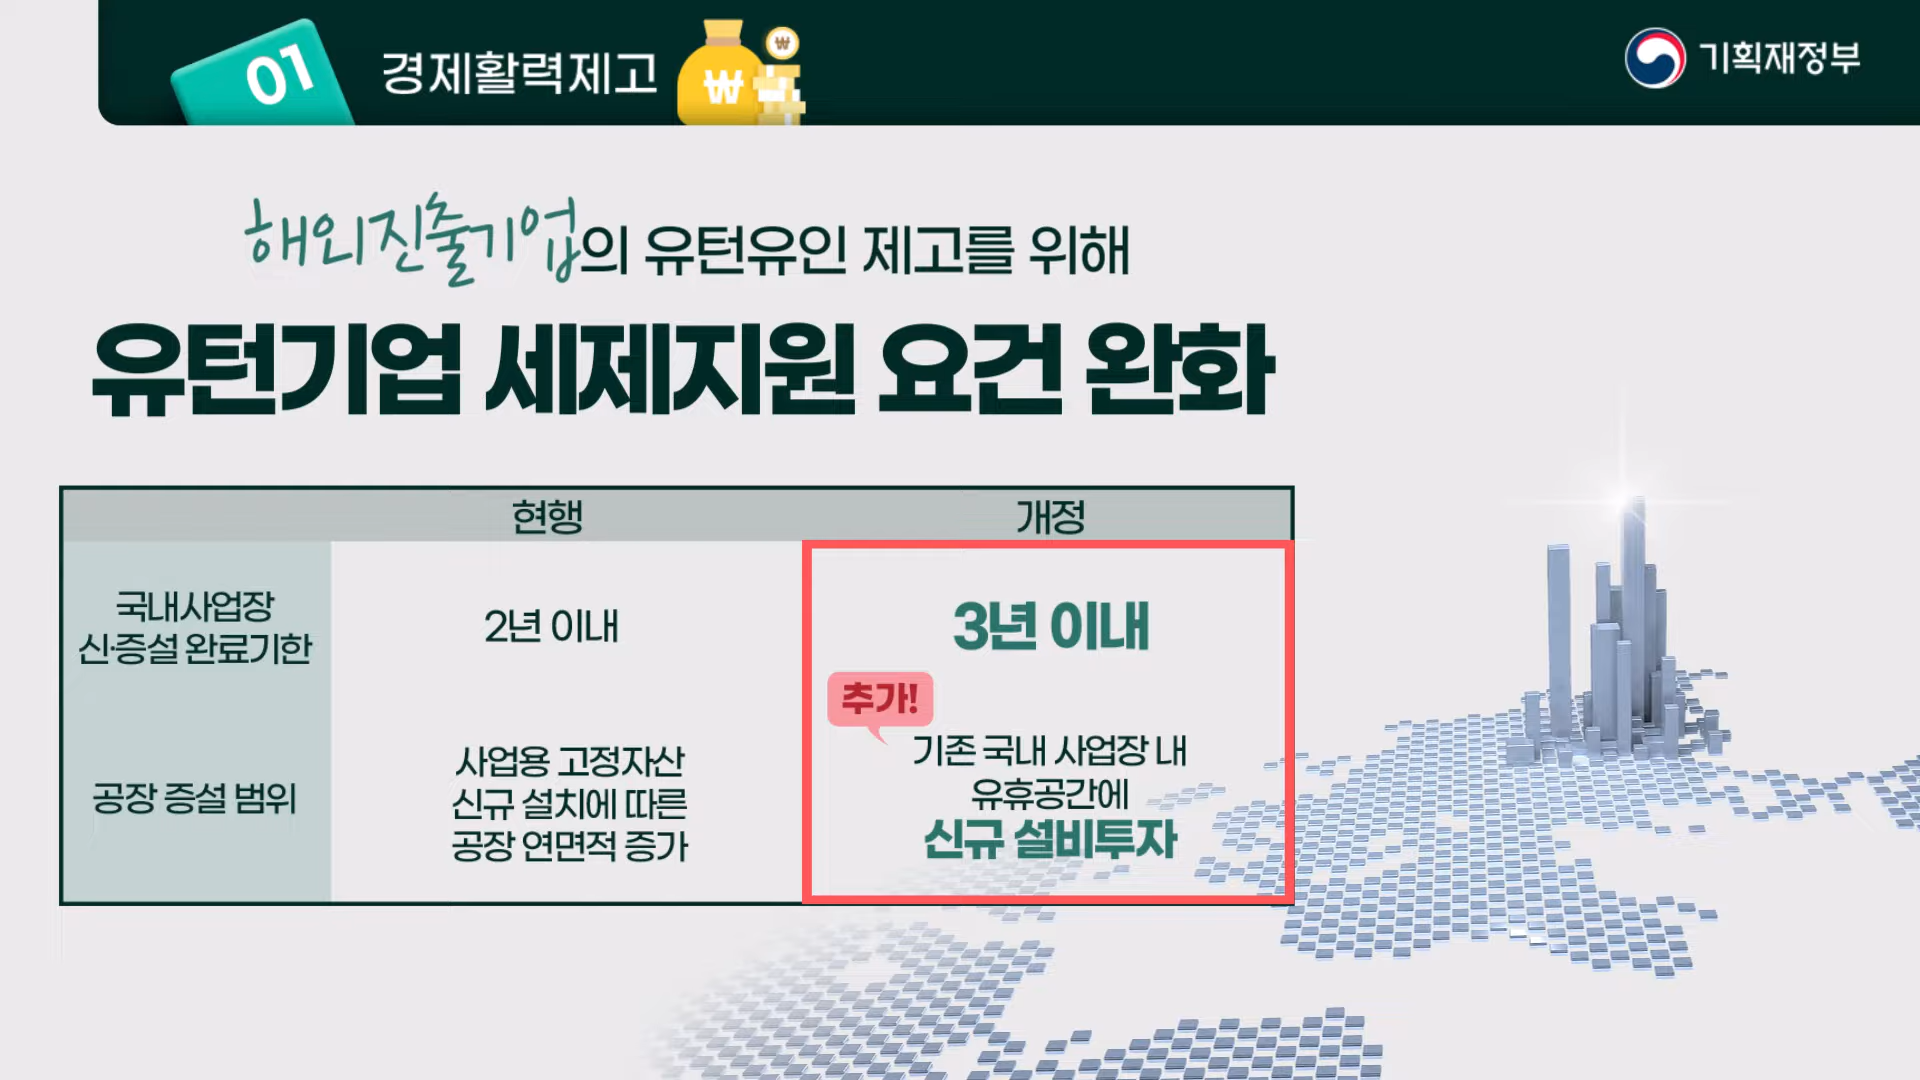 01 경제활력제고
₩
₩
기획재정부
해외진출기업의 유턴유인 제고를 위해
유턴기업 세제지원 요건 완화
현행 개정
국내사업장
신·증설 완료기한
2년 이내
3년 이내
공장 증설 범위
사업용 고정자산
신규 설치에 따른
공장 연면적 증가
추가!
기존 국내 사업장 내
유휴공간에
신규 설비투자